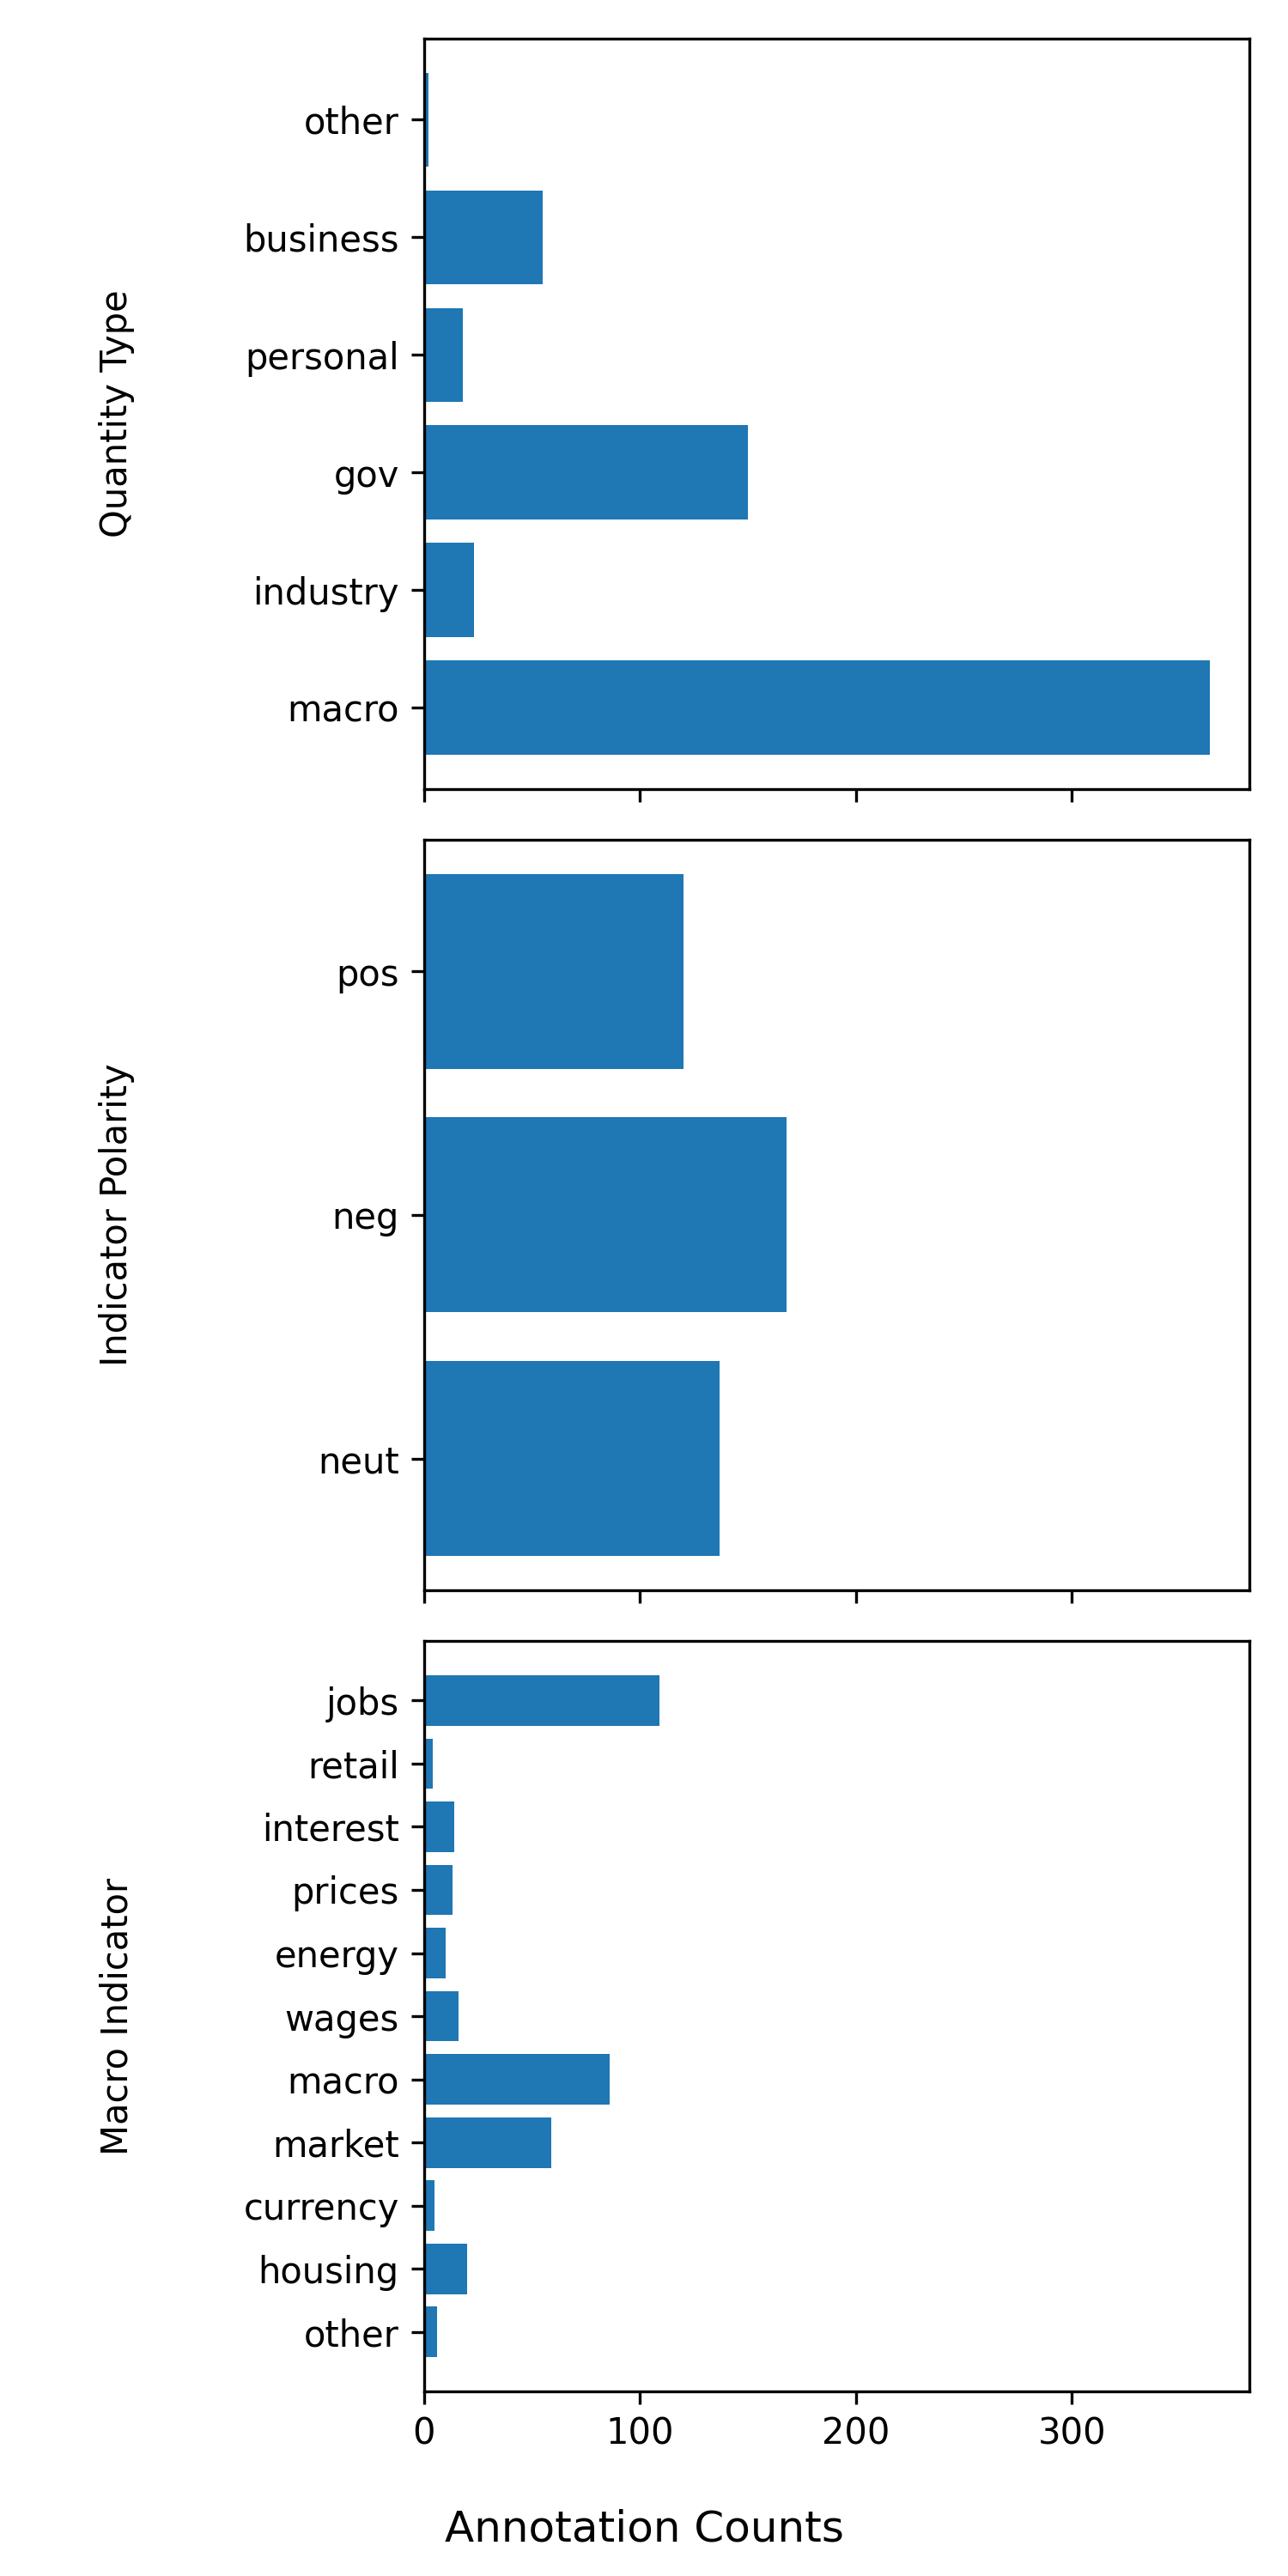 Quantity Type
other
business
personal
gov
industry
macro
Indicator Polarity
pos
neg
neut
Macro Indicator
jobs
retail
interest
prices
energy
wages
macro
market
currency
housing
other
0 100 200 300
Annotation Counts